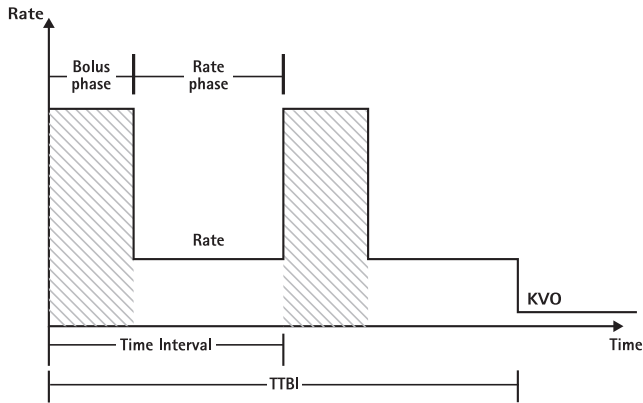 Rate
Bolus
phase
Rate
phase
Rate
KVO
Time
Time Interval
TTBI